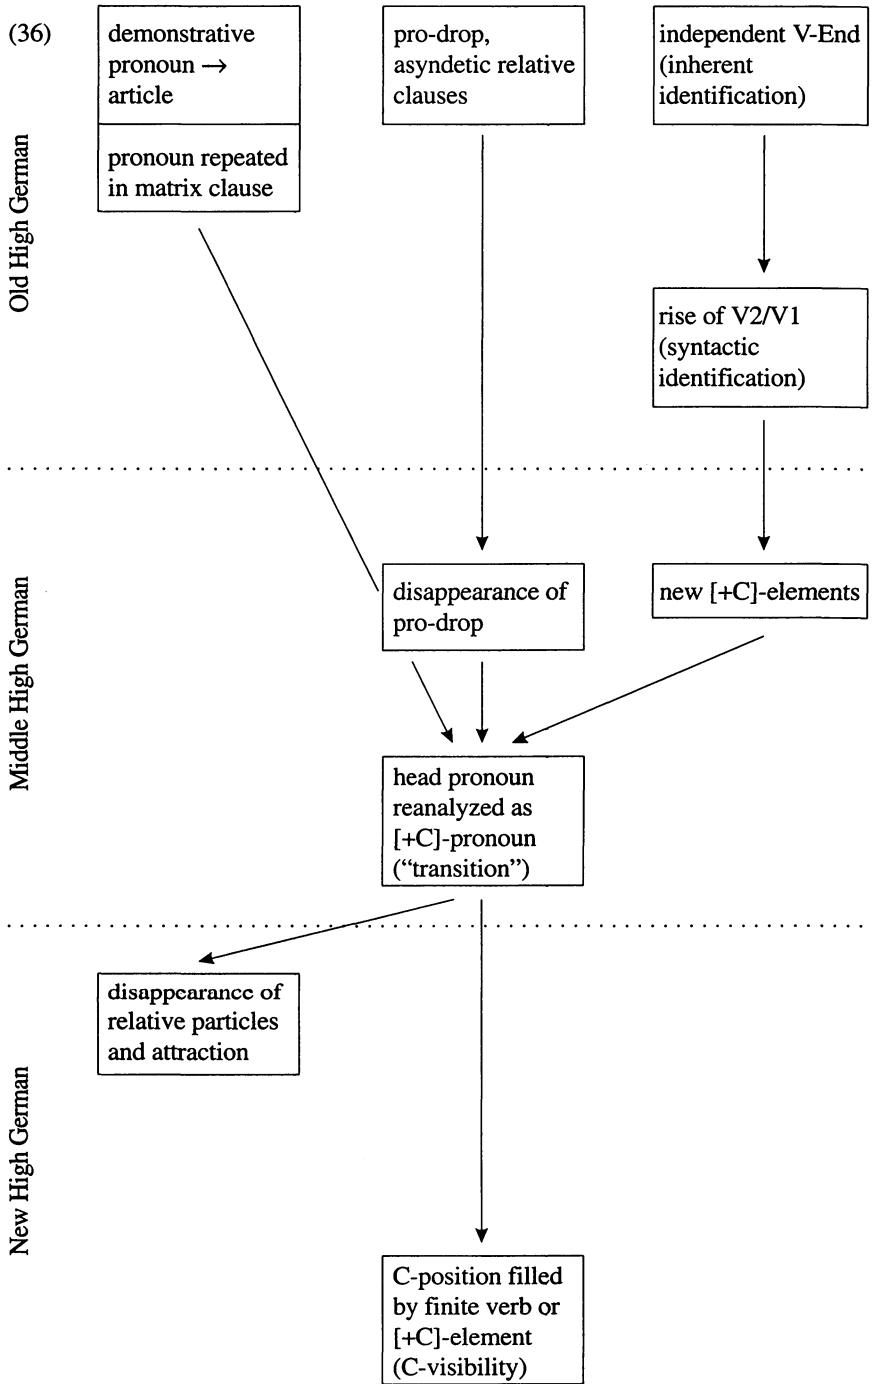 (36)
demonstrative
pronoun →
article
pronoun repeated
in matrix clause
pro-drop,
asyndetic relative
clauses
independent V-End
(inherent
identification)
Old High German
rise of V2/V1
(syntactic
identification)
Middle High German
disappearance of
pro-drop
new [+C]-elements
head pronoun
reanalyzed as
[+C]-pronoun
(“transition”)
New High German
disappearance of
relative particles
and attraction
C-position filled
by finite verb or
[+C]-element
(C-visibility)